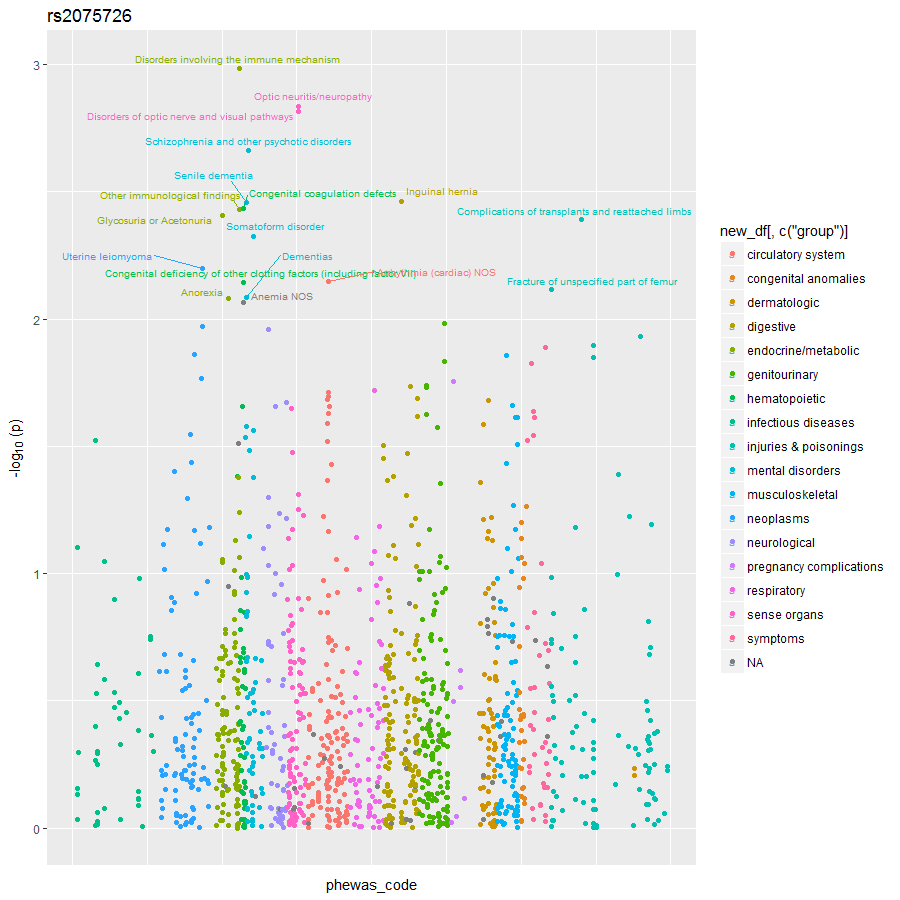 rs2075726
Disorders involving the immune mechanism
Optic neuritis/neuropathy
Disorders of optic nerve and visual pathways
Schizophrenia and other psychotic disorders
Senile dementia
Other immunological findings
Congenital coagulation defects
Inguinal hernia
Glycosuria or Acetonuria
Complications of transplants and reattached limbs
Somatoform disorder
Uterine leiomyoma
Dementias
Congenital deficiency of other clotting factors (including factor VII)
Arrhythmia (cardiac) NOS
Fracture of unspecified part of femur
Anorexia
Anemia NOS
3
2
1
0
-log10 (p)
phewas_code
new_df[, c("group")]
circulatory system
congenital anomalies
dermatologic
digestive
endocrine/metabolic
genitourinary
hematopoietic
infectious diseases
injuries & poisonings
mental disorders
musculoskeletal
neoplasms
neurological
pregnancy complications
respiratory
sense organs
symptoms
NA